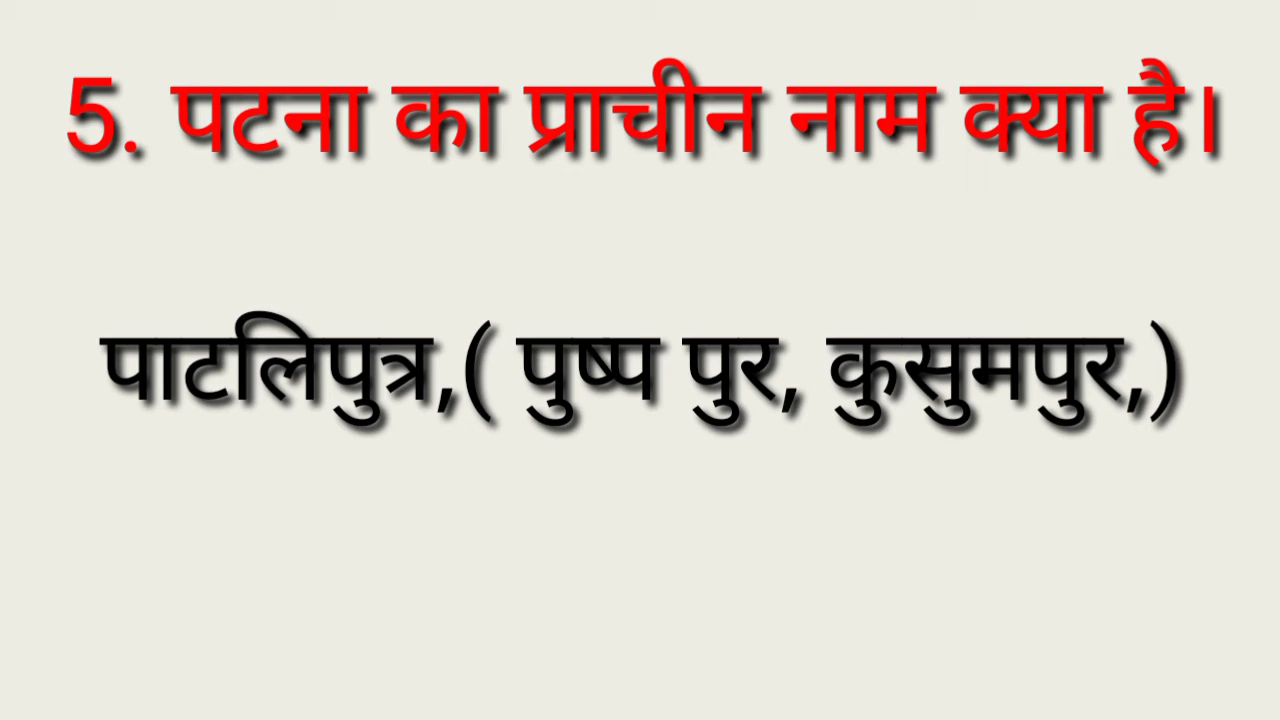 5. पटना का प्राचीन नाम क्या है।
पाटलिपुत्र,( पुष्प पुर, कुसुमपुर,)